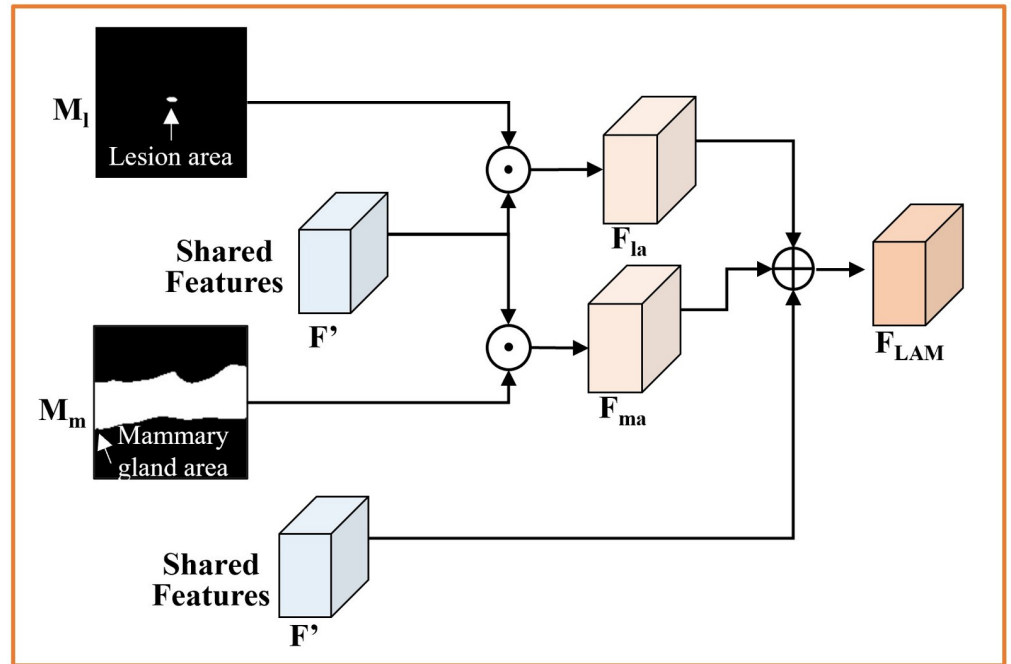 M_l
Lesion area
Shared
Features
F'
F_la
F_LAM
M_m
Mammary
gland area
F_ma
Shared
Features
F'